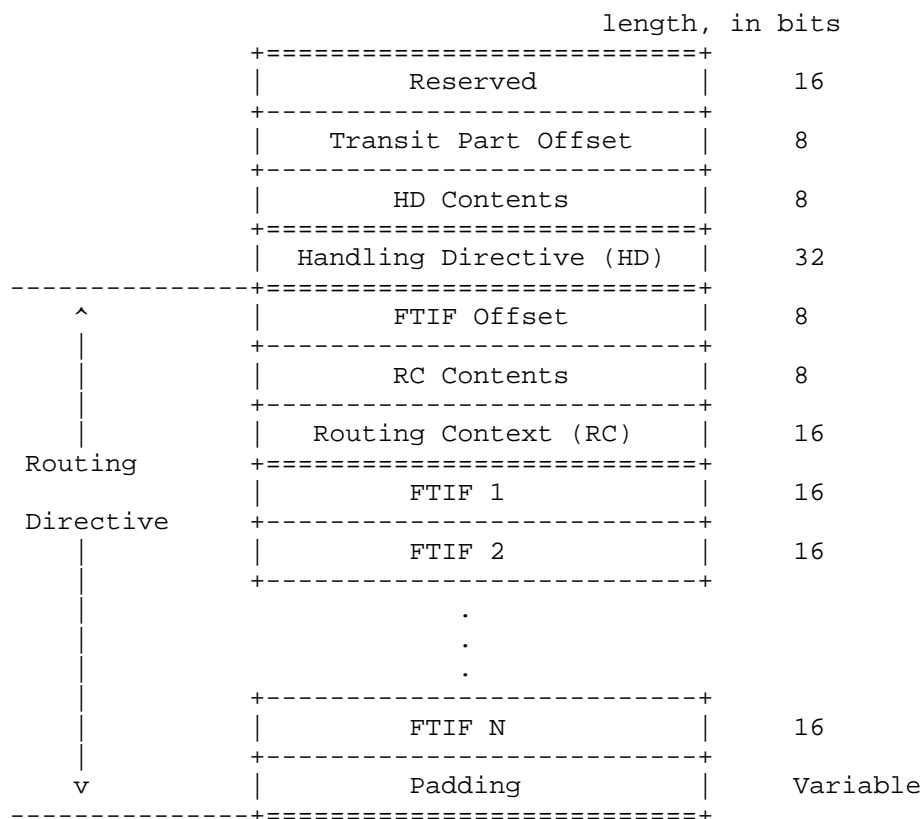 length, in bits
Reserved 16
Transit Part Offset 8
HD Contents 8
Handling Directive (HD) 32
^ FTIF Offset 8
RC Contents 8
Routing Context (RC) 16
Routing
FTIF 1 16
Directive
FTIF 2 16
.
.
.
FTIF N 16
v Padding Variable